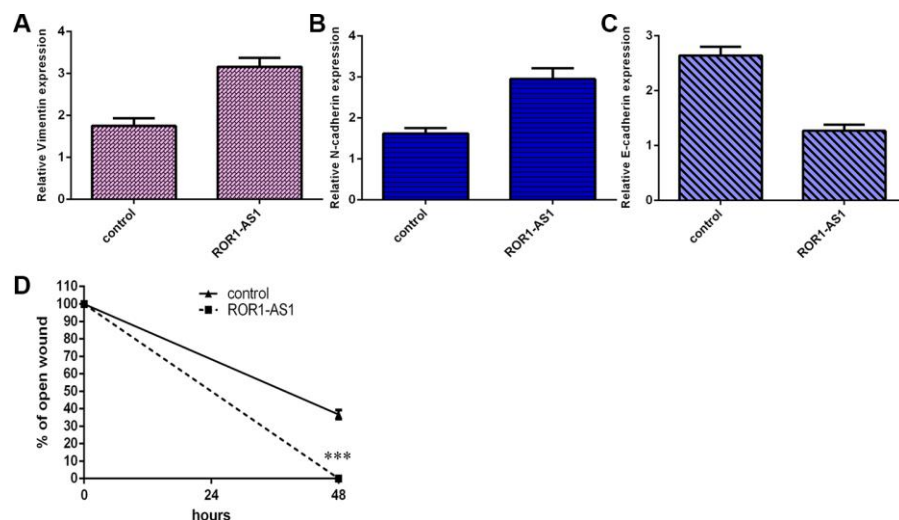 A
Relative Vimentin expression
4
3
2
1
0
control
ROR1-AS1
B
Relative N-cadherin expression
4
3
2
1
0
control
ROR1-AS1
C
Relative E-cadherin expression
3
2
1
0
control
ROR1-AS1
D
% of open wound
110
100
90
80
70
60
50
40
30
20
10
0
control
ROR1-AS1
***
0
24
48
hours